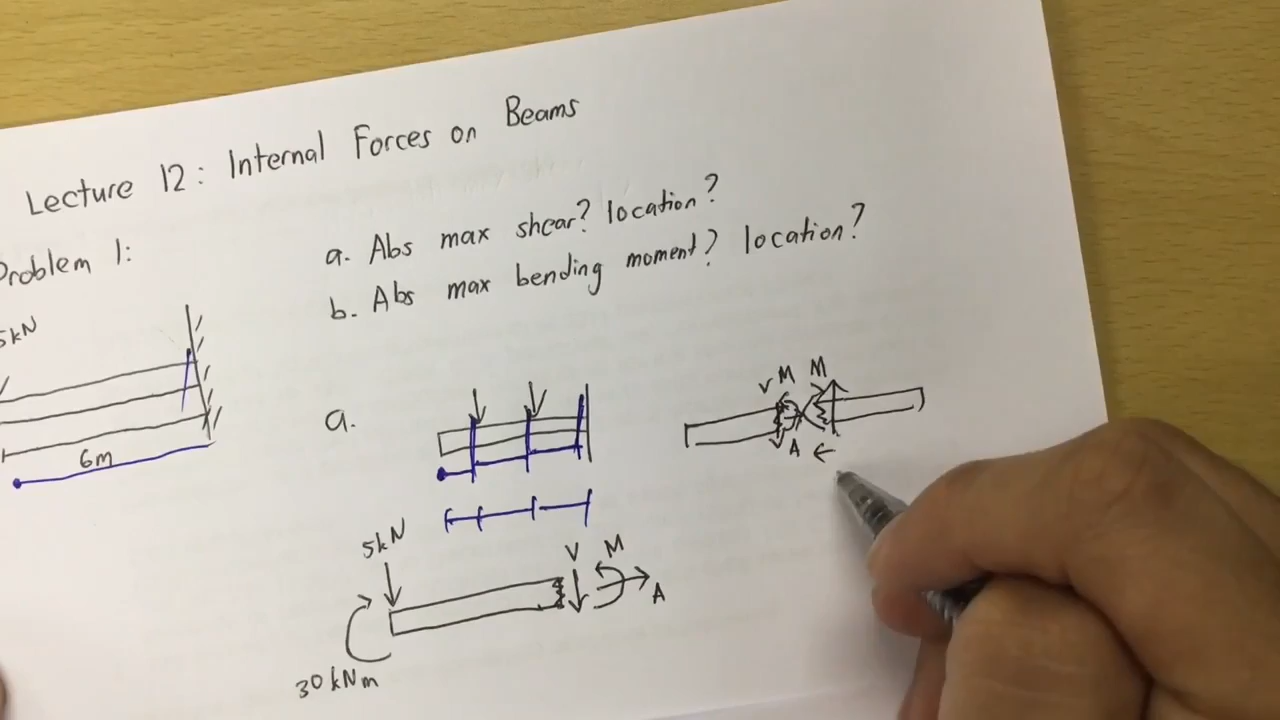 Lecture 12: Internal Forces on Beams
Problem 1:
a. Abs max shear? location?
b. Abs max bending moment? location?
5kN
6m
a.
V M M
A
5kN
V M
A
30 kNm